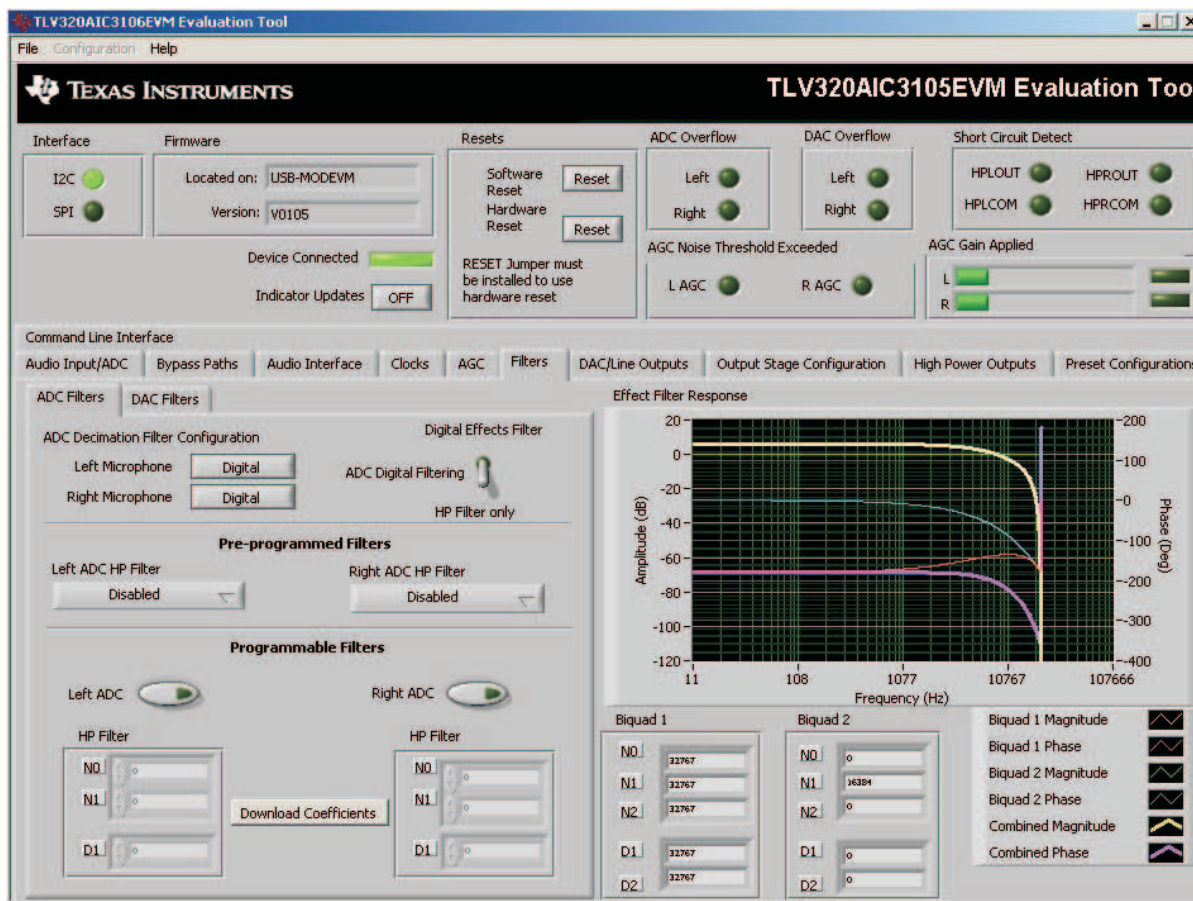 TLV320AIC3106EVM Evaluation Tool
File Configuration Help
TEXAS INSTRUMENTS
TLV320AIC3105EVM Evaluation Tool
Interface
I2C
SPI
Firmware
Located on: USB-MODEVM
Version: V0105
Device Connected
Indicator Updates OFF
Resets
Software Reset Reset
Hardware Reset Reset
RESET Jumper must
be installed to use
hardware reset
ADC Overflow
Left
Right
DAC Overflow
Left
Right
Short Circuit Detect
HPLOUT HPROUT
HPLCOM HPRCOM
AGC Noise Threshold Exceeded
L AGC R AGC
AGC Gain Applied
L
R
Command Line Interface
Audio Input/ADC Bypass Paths Audio Interface Clocks AGC Filters DAC/Line Outputs Output Stage Configuration High Power Outputs Preset Configurations
ADC Filters DAC Filters
ADC Decimation Filter Configuration
Left Microphone Digital
Right Microphone Digital
Digital Effects Filter
ADC Digital Filtering
HP Filter only
Pre-programmed Filters
Left ADC HP Filter
Disabled
Right ADC HP Filter
Disabled
Programmable Filters
Left ADC
Right ADC
HP Filter
N0 0
N1 0
D1 0
Download Coefficients
HP Filter
N0 0
N1 0
D1 0
Effect Filter Response
Amplitude (dB)
20
0
-20
-40
-60
-80
-100
-120
Phase (Deg)
200
100
0
-100
-200
-300
-400
11 108 1077 10767 107666
Frequency (Hz)
Biquad 1
N0 32767
N1 32767
N2 32767
D1 32767
D2 32767
Biquad 2
N0 0
N1 16384
N2 0
D1 0
D2 0
Biquad 1 Magnitude
Biquad 1 Phase
Biquad 2 Magnitude
Biquad 2 Phase
Combined Magnitude
Combined Phase